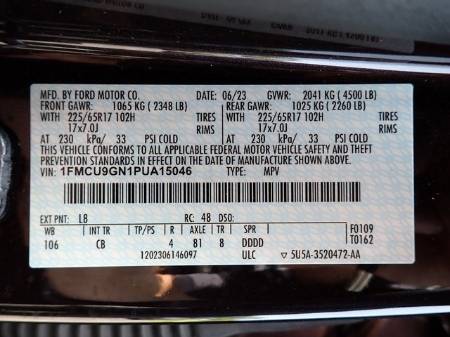 MFD. BY FORD MOTOR CO. 06/23 GVWR: 2041 KG ( 4500 LB)
FRONT GAWR: 1065 KG ( 2348 LB) REAR GAWR: 1025 KG ( 2260 LB)
WITH 225/65R17 102H TIRES WITH 225/65R17 102H TIRES
17x7.0J RIMS 17x7.0J RIMS
AT 230 kPa/ 33 PSI COLD AT 230 kPa/ 33 PSI COLD
THIS VEHICLE CONFORMS TO ALL APPLICABLE FEDERAL MOTOR VEHICLE SAFETY AND THEFT
PREVENTION STANDARDS IN EFFECT ON THE DATE OF MANUFACTURE SHOWN ABOVE.
VIN: 1FMCU9GN1PUA15046 TYPE: MPV
EXT PNT: L8 RC: 48 DSO:
WB INT TR R AXLE TR SPR F0109
106 CB 4 81 8 DDDD T0162
1202306146097 ULC 5U5A-3520472-AA